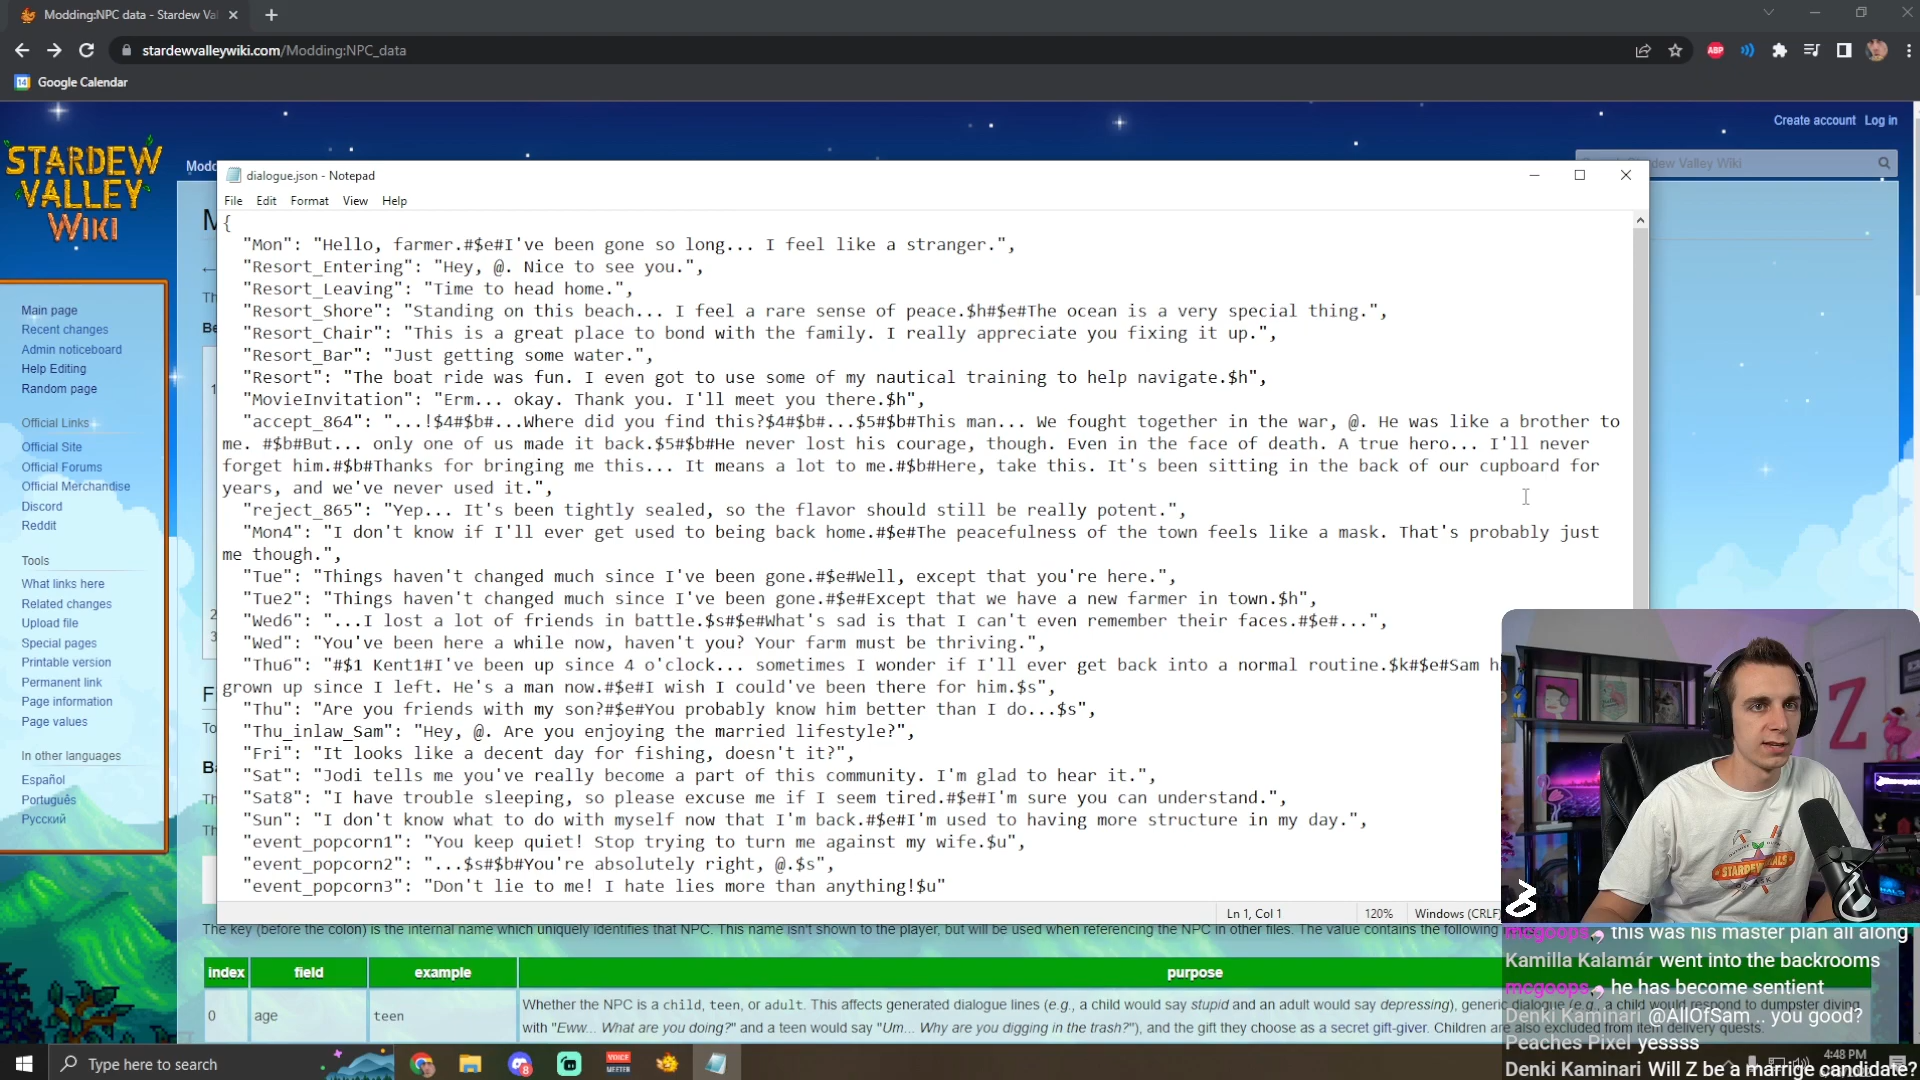 Modding:NPC data - Stardew Val
stardewvalleywiki.com/Modding:NPC_data
ABP
14 Google Calendar
Create account Log in
STARDEW
VALLEY
WIKI
Stardew Valley Wiki
Main page
Recent changes
Admin noticeboard
Help Editing
Random page
Official Links
Official Site
Official Forums
Official Merchandise
Discord
Reddit
Tools
What links here
Related changes
Upload file
Special pages
Printable version
Permanent link
Page information
Page values
In other languages
Español
Português
Русский
dialogue.json - Notepad
File Edit Format View Help
{
"Mon": "Hello, farmer.#$e#I've been gone so long... I feel like a stranger.",
"Resort_Entering": "Hey, @. Nice to see you.",
"Resort_Leaving": "Time to head home.",
"Resort_Shore": "Standing on this beach... I feel a rare sense of peace.$h#$e#The ocean is a very special thing.",
"Resort_Chair": "This is a great place to bond with the family. I really appreciate you fixing it up.",
"Resort_Bar": "Just getting some water.",
"Resort": "The boat ride was fun. I even got to use some of my nautical training to help navigate.$h",
"MovieInvitation": "Erm... okay. Thank you. I'll meet you there.$h",
"accept_864": "...!$4#$b#...Where did you find this?$4#$b#...$5#$b#This man... We fought together in the war, @. He was like a brother to
me. #$b#But... only one of us made it back.$5#$b#He never lost his courage, though. Even in the face of death. A true hero... I'll never
forget him.#$b#Thanks for bringing me this... It means a lot to me.#$b#Here, take this. It's been sitting in the back of our cupboard for
years, and we've never used it.",
"reject_865": "Yep... It's been tightly sealed, so the flavor should still be really potent.",
"Mon4": "I don't know if I'll ever get used to being back home.#$e#The peacefulness of the town feels like a mask. That's probably just
me though.",
"Tue": "Things haven't changed much since I've been gone.#$e#Well, except that you're here.",
"Tue2": "Things haven't changed much since I've been gone.#$e#Except that we have a new farmer in town.$h",
"Wed6": "...I lost a lot of friends in battle.$s#$e#What's sad is that I can't even remember their faces.#$e#...",
"Wed": "You've been here a while now, haven't you? Your farm must be thriving.",
"Thu6": "#$1 Kent1#I've been up since 4 o'clock... sometimes I wonder if I'll ever get back into a normal routine.$k#$e#Sam h
grown up since I left. He's a man now.#$e#I wish I could've been there for him.$s",
"Thu": "Are you friends with my son?#$e#You probably know him better than I do...$s",
"Thu_inlaw_Sam": "Hey, @. Are you enjoying the married lifestyle?",
"Fri": "It looks like a decent day for fishing, doesn't it?",
"Sat": "Jodi tells me you've really become a part of this community. I'm glad to hear it.",
"Sat8": "I have trouble sleeping, so please excuse me if I seem tired.#$e#I'm sure you can understand.",
"Sun": "I don't know what to do with myself now that I'm back.#$e#I'm used to having more structure in my day.",
"event_popcorn1": "You keep quiet! Stop trying to turn me against my wife.$u",
"event_popcorn2": "...$s#$b#You're absolutely right, @.$s",
"event_popcorn3": "Don't lie to me! I hate lies more than anything!$u"
Ln 1, Col 1 120% Windows (CRLF)
The key (before the colon) is the internal name which uniquely identifies that NPC. This name isn't shown to the player, but will be used when referencing the NPC in other files. The value contains the following
index field example purpose
0 age teen Whether the NPC is a child, teen, or adult. This affects generated dialogue lines (e.g., a child would say stupid and an adult would say depressing), generic dialogue (e.g., a child would respond to dumpster diving
with "Eww... What are you doing?" and a teen would say "Um... Why are you digging in the trash?"), and the gift they choose as a secret gift-giver. Children are also excluded from item delivery quests.
mcgoops this was his master plan all along
Kamilla Kalamár went into the backrooms
mcgoops he has become sentient
Denki Kaminari @AllOfSam .. you good?
Peaches Pixel yessss
Denki Kaminari Will Z be a marrige candidate?
Type here to search
VOICE
MEETER
4:48 PM